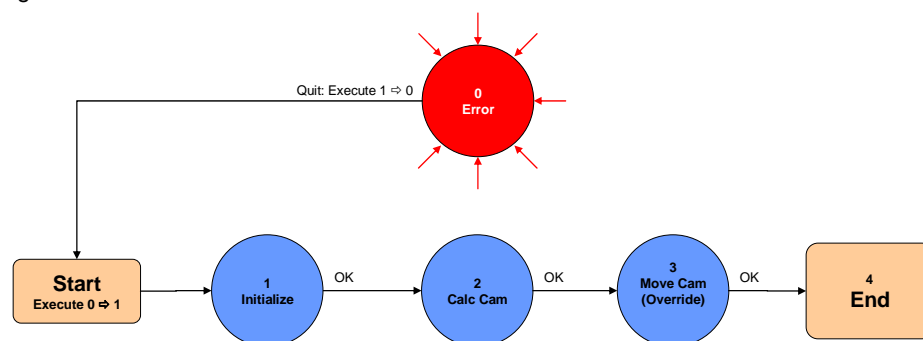 g
0
Error
Quit: Execute 1 ⇨ 0
Start
Execute 0 ⇨ 1
1
Initialize
OK
2
Calc Cam
OK
3
Move Cam
(Override)
OK
4
End